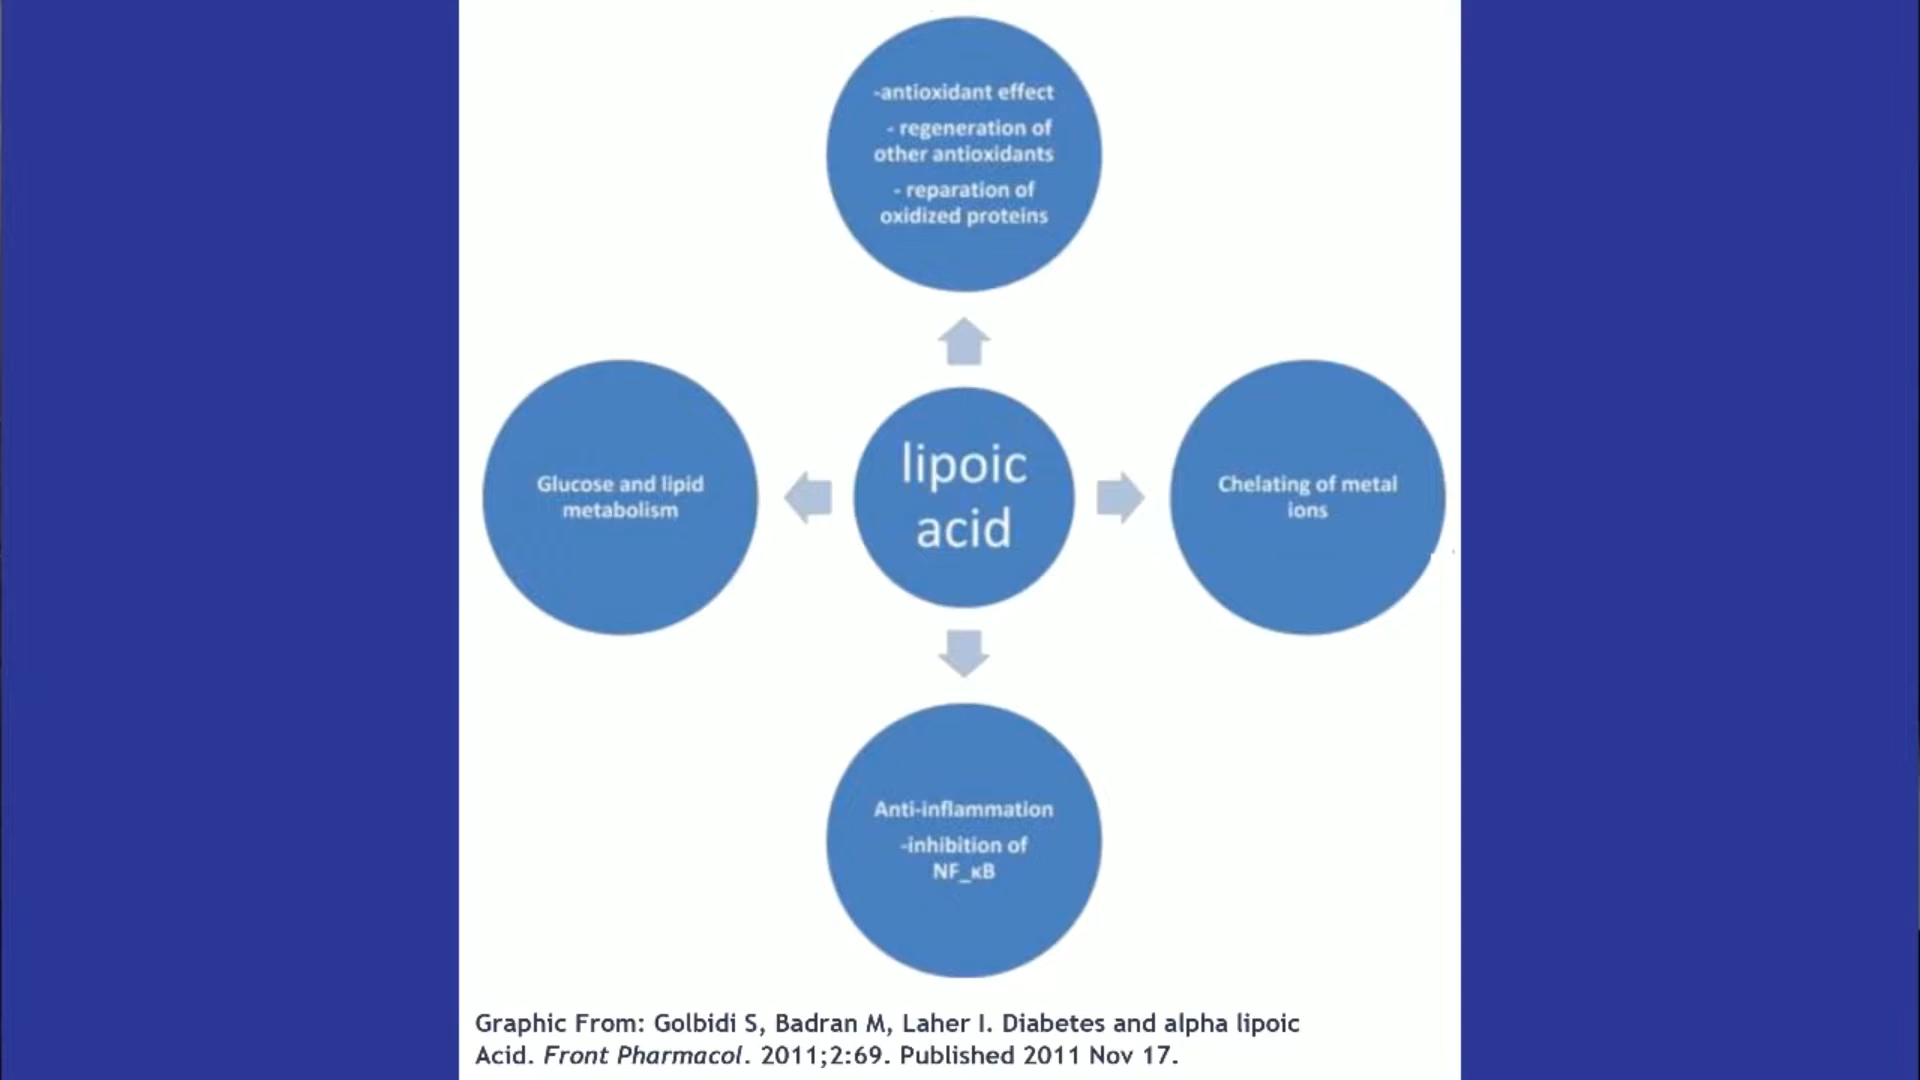 -antioxidant effect
- regeneration of
other antioxidants
- reparation of
oxidized proteins
Glucose and lipid
metabolism
lipoic
acid
Chelating of metal
ions
Anti-inflammation
-inhibition of
NF_κB
Graphic From: Golbidi S, Badran M, Laher I. Diabetes and alpha lipoic
Acid. Front Pharmacol. 2011;2:69. Published 2011 Nov 17.